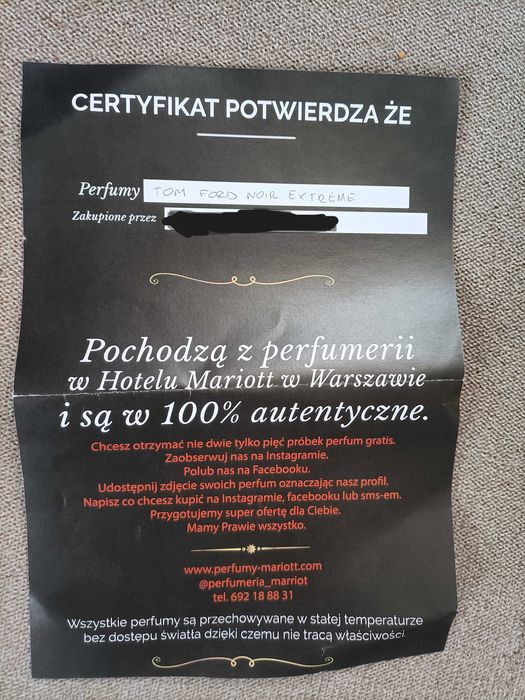 CERTYFIKAT POTWIERDZA ŻE
Perfumy TOM FORD NOIR EXTREME
Zakupione przez
Pochodzą z perfumerii
w Hotelu Mariott w Warszawie
i są w 100% autentyczne.
Chcesz otrzymać nie dwie tylko pięć próbek perfum gratis.
Zaobserwuj nas na Instagramie.
Polub nas na Facebooku.
Udostępnij zdjęcie swoich perfum oznaczając nasz profil.
Napisz co chcesz kupić na Instagramie, facebooku lub sms-em.
Przygotujemy super ofertę dla Ciebie.
Mamy Prawie wszystko.
www.perfumy-mariott.com
@perfumeria_marriot
tel. 692 18 88 31
Wszystkie perfumy są przechowywane w stałej temperaturze
bez dostępu światła dzięki czemu nie tracą właściwości.